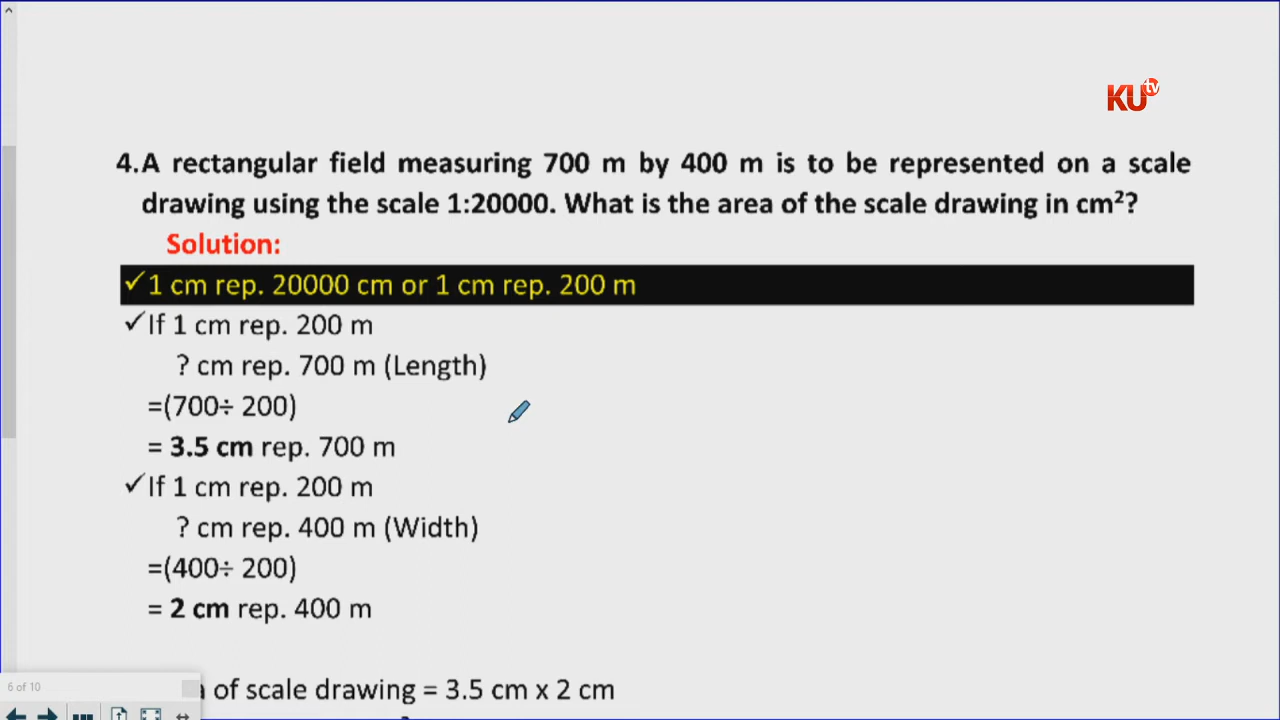 KUtv
4.A rectangular field measuring 700 m by 400 m is to be represented on a scale
drawing using the scale 1:20000. What is the area of the scale drawing in cm²?
Solution:
✓1 cm rep. 20000 cm or 1 cm rep. 200 m
✓If 1 cm rep. 200 m
? cm rep. 700 m (Length)
=(700÷ 200)
= 3.5 cm rep. 700 m
✓If 1 cm rep. 200 m
? cm rep. 400 m (Width)
=(400÷ 200)
= 2 cm rep. 400 m
6 of 10
a of scale drawing = 3.5 cm x 2 cm